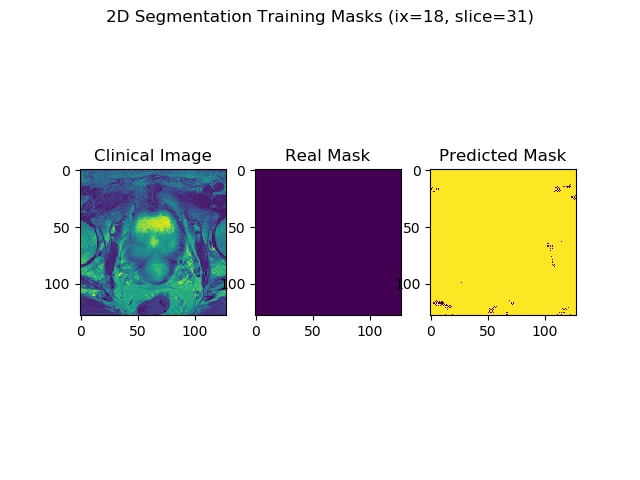 2D Segmentation Training Masks (ix=18, slice=31)
Clinical Image Real Mask Predicted Mask
0 0 0
50 50 50
100 100 100
0 50 100 0 50 100 0 50 100